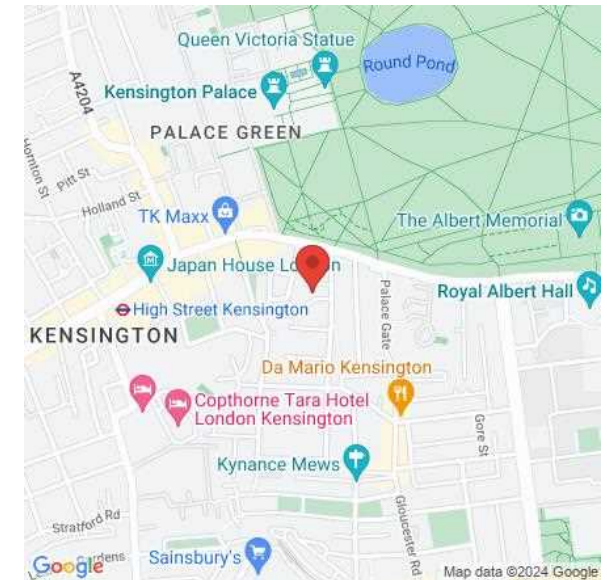 Queen Victoria Statue
Round Pond
A4204
Kensington Palace
PALACE GREEN
Hornton St
Pitt St
Holland St
TK Maxx
The Albert Memorial
Japan House Lo
n
Palace Gate
Royal Albert Hall
High Street Kensington
KENSINGTON
Da Mario Kensington
Copthorne Tara Hotel
London Kensington
Gore St
Kynance Mews
Gloucester Rd
Stratford Rd
Sainsbury's
Google
Map data ©2024 Google